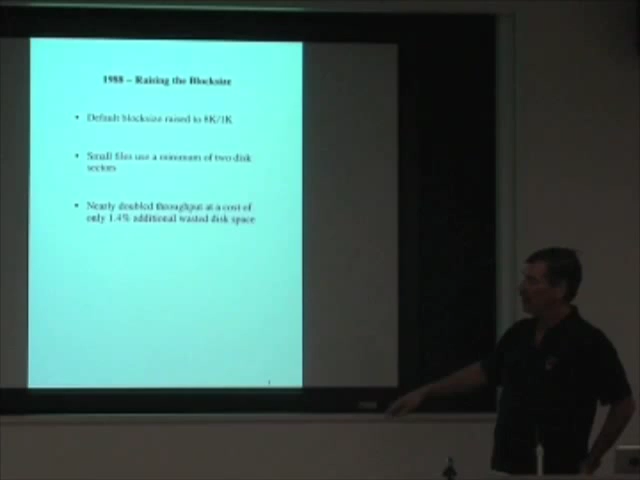 1988 – Raising the Blocksize
• Default blocksize raised to 8K/1K
• Small files use a minimum of two disk
sectors
• Nearly doubled throughput at a cost of
only 1.4% additional wasted disk space